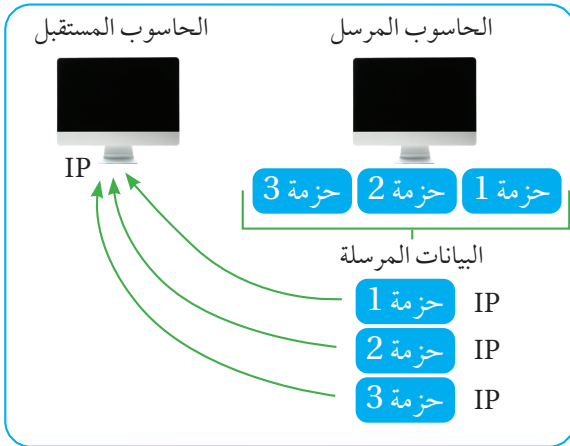 الحاسوب المرسل
الحاسوب المستقبل
IP
حزمة 1 حزمة 2 حزمة 3
البيانات المرسلة
IP حزمة 1
IP حزمة 2
IP حزمة 3